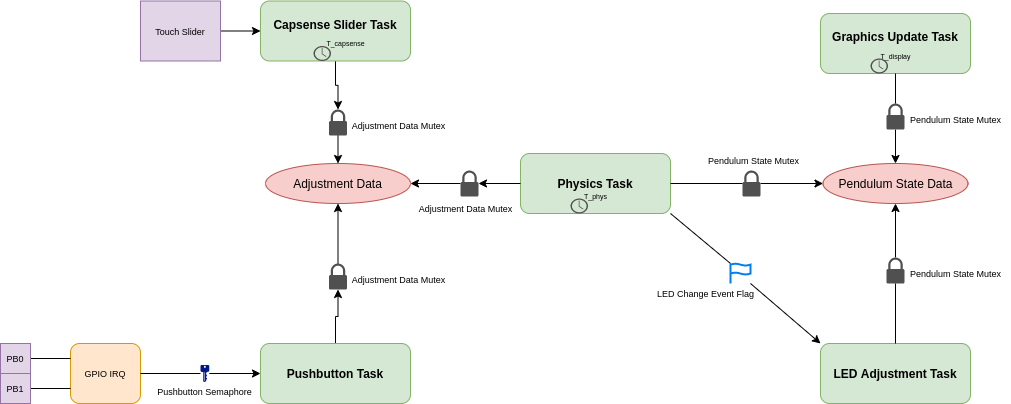 Touch Slider
Capsense Slider Task
T_capsense
Graphics Update Task
T_display
Adjustment Data Mutex
Pendulum State Mutex
Adjustment Data
Adjustment Data Mutex
Physics Task
T_phys
Pendulum State Mutex
Pendulum State Data
Adjustment Data Mutex
LED Change Event Flag
Pendulum State Mutex
PB0
PB1
GPIO IRQ
Pushbutton Semaphore
Pushbutton Task
LED Adjustment Task